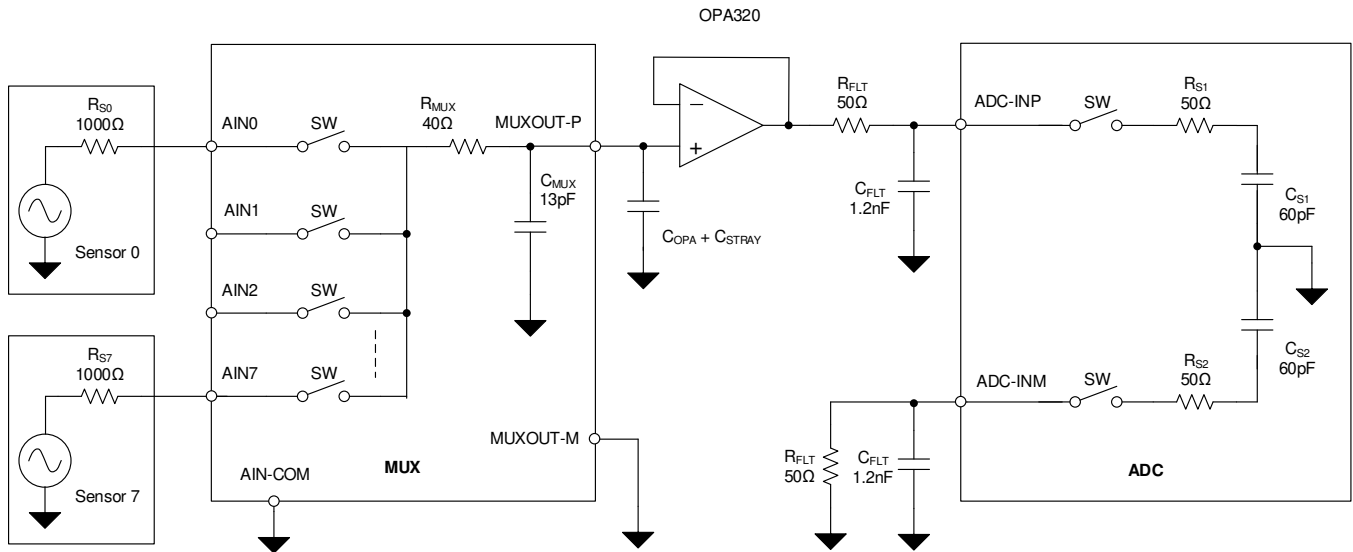 OPA320
RS0
1000Ω
Sensor 0
RS7
1000Ω
Sensor 7
AIN0
SW
RMUX
40Ω
MUXOUT-P
AIN1
SW
CMUX
13pF
AIN2
SW
AIN7
SW
MUXOUT-M
MUX
AIN-COM
−
+
COPA + CSTRAY
RFLT
50Ω
CFLT
1.2nF
ADC-INP
SW
RS1
50Ω
CS1
60pF
CS2
60pF
ADC-INM
SW
RS2
50Ω
RFLT
50Ω
CFLT
1.2nF
ADC